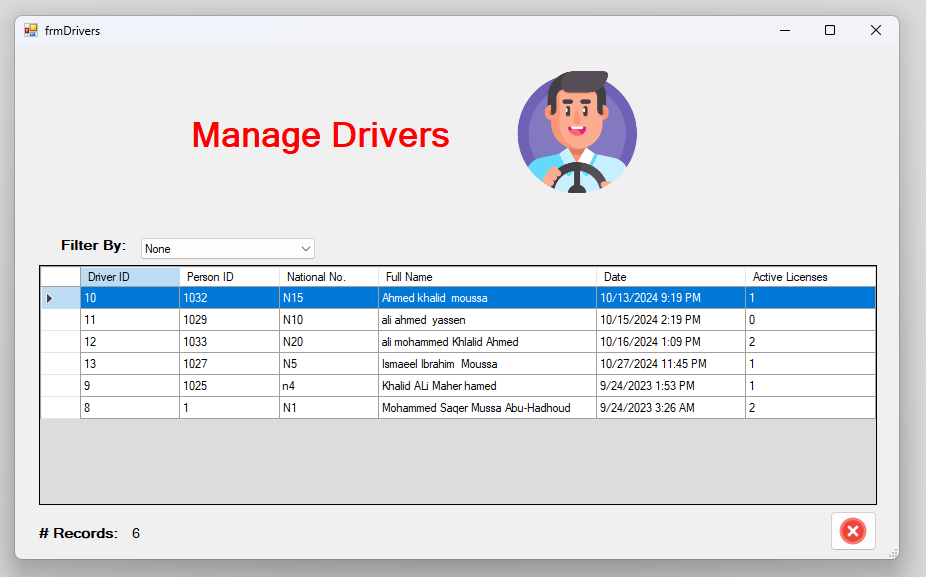 frmDrivers
Manage Drivers
Filter By: None
Driver ID Person ID National No. Full Name Date Active Licenses
10 1032 N15 Ahmed khalid  moussa 10/13/2024 9:19 PM 1
11 1029 N10 ali ahmed  yassen 10/15/2024 2:19 PM 0
12 1033 N20 ali mohammed Khlalid Ahmed 10/16/2024 1:09 PM 2
13 1027 N5 Ismaeel Ibrahim  Moussa 10/27/2024 11:45 PM 1
9 1025 n4 Khalid ALi Maher hamed 9/24/2023 1:53 PM 1
8 1 N1 Mohammed Saqer Mussa Abu-Hadhoud 9/24/2023 3:26 AM 2
# Records: 6